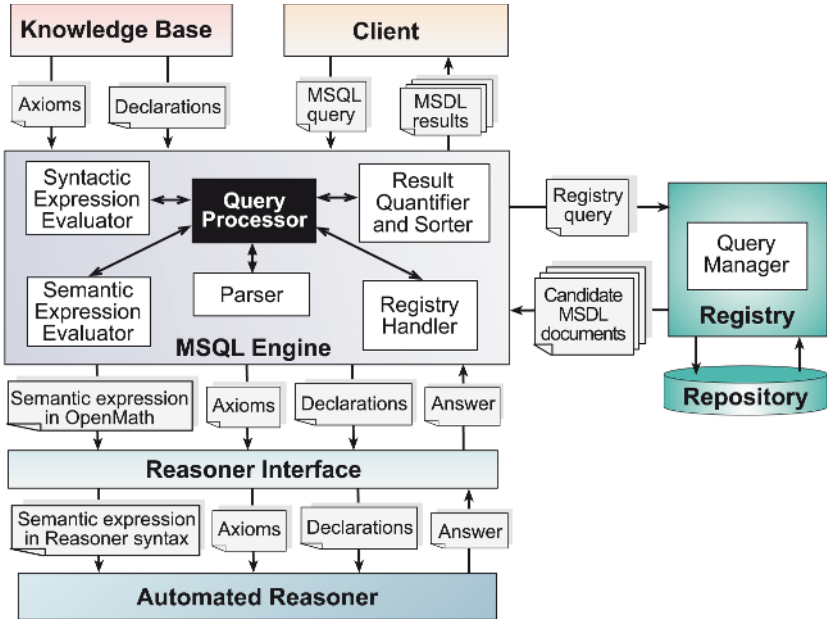 Knowledge Base
Client
Axioms
Declarations
MSQL
query
MSDL
results
Syntactic
Expression
Evaluator
Query
Processor
Result
Quantifier
and Sorter
Semantic
Expression
Evaluator
Parser
Registry
Handler
MSQL Engine
Registry
query
Candidate
MSDL
documents
Query
Manager
Registry
Repository
Semantic expression
in OpenMath
Axioms
Declarations
Answer
Reasoner Interface
Semantic expression
in Reasoner syntax
Axioms
Declarations
Answer
Automated Reasoner